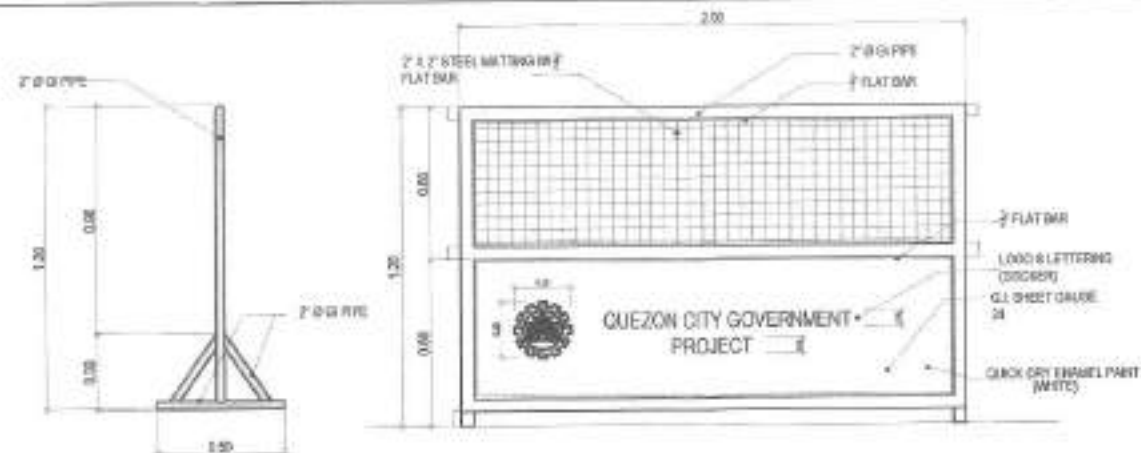 2.00
2" Ø GI PIPE
2" X 2" STEEL MATTING W/
FLAT BAR
2" Ø GI PIPE
FLAT BAR
1.20
0.30
2" Ø GI PIPE
0.50
1.20
0.60
0.60
FLAT BAR
LOGO & LETTERING
(STICKER)
G.I. SHEET GAUGE
QUEZON CITY GOVERNMENT
PROJECT
QUICK DRY ENAMEL PAINT
(WHITE)